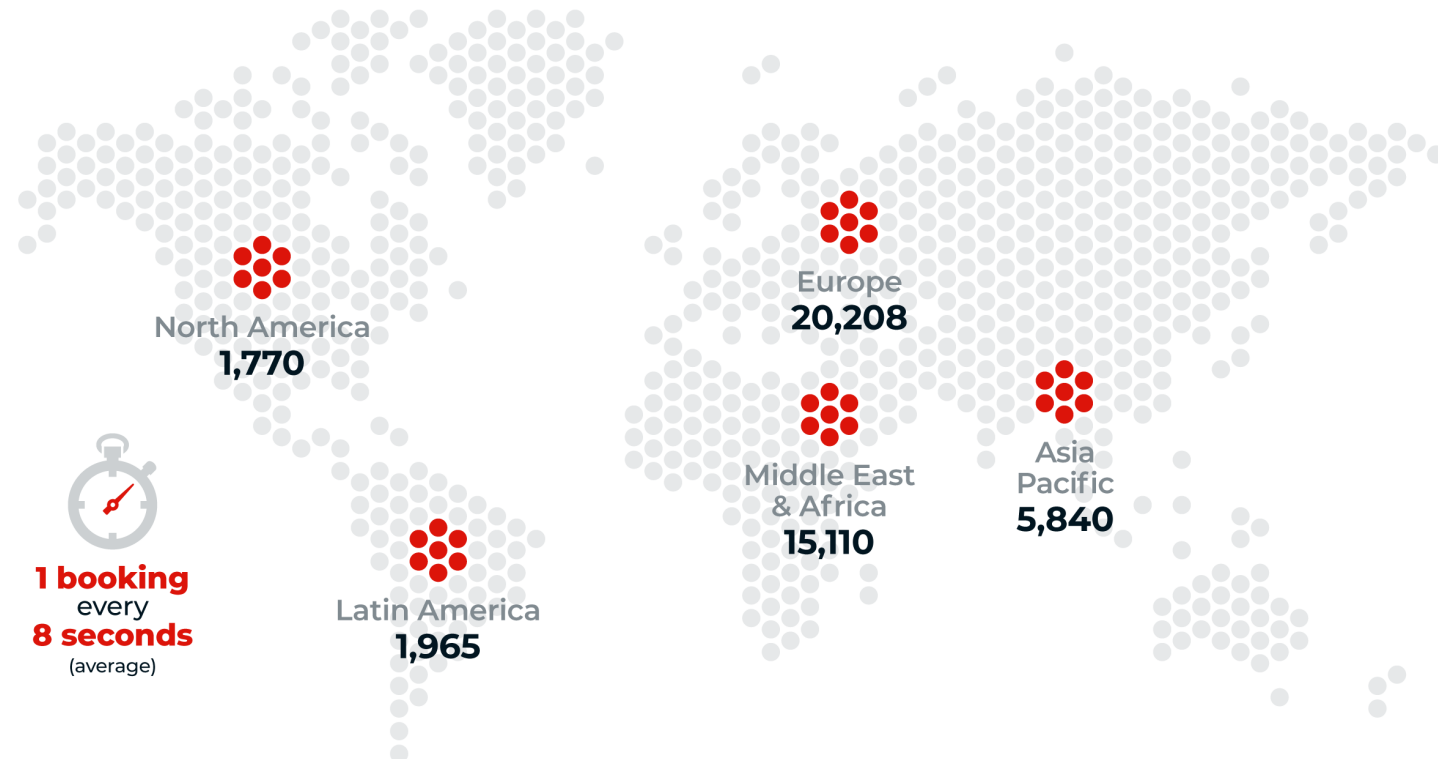 Europe
20,208
North America
1,770
Asia
Pacific
5,840
Middle East
& Africa
15,110
Latin America
1,965
1 booking
every
8 seconds
(average)